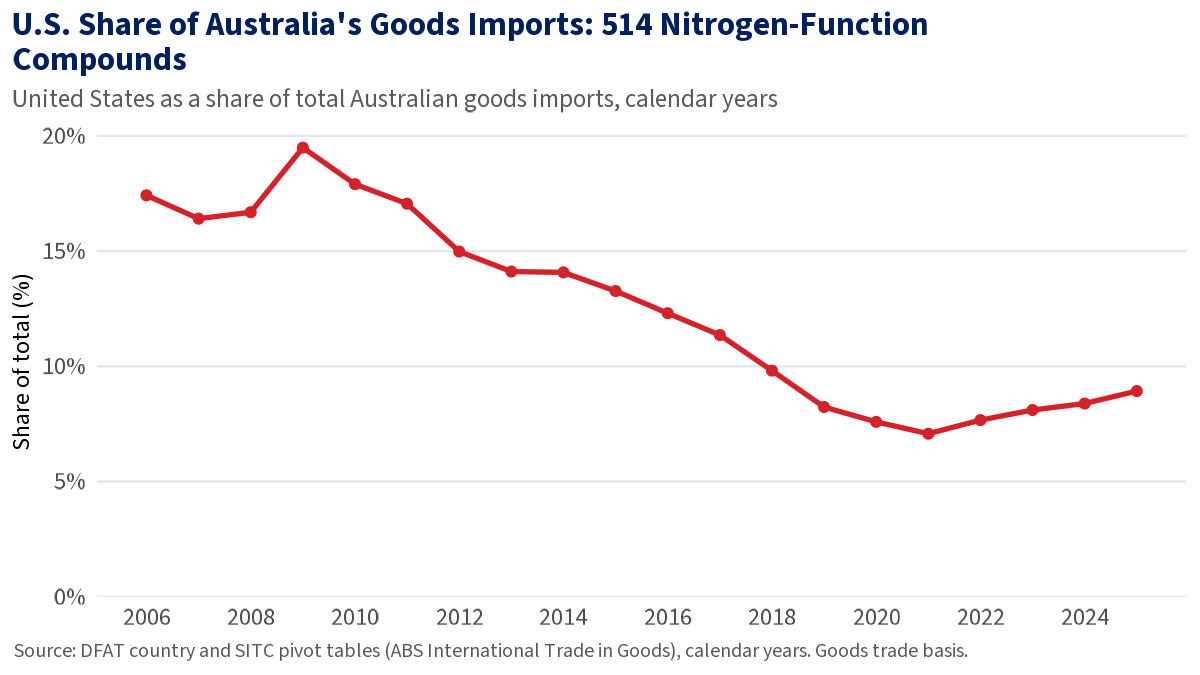 U.S. Share of Australia's Goods Imports: 514 Nitrogen-Function
Compounds
United States as a share of total Australian goods imports, calendar years
20%
15%
10%
5%
0%
Share of total (%)
2006 2008 2010 2012 2014 2016 2018 2020 2022 2024
Source: DFAT country and SITC pivot tables (ABS International Trade in Goods), calendar years. Goods trade basis.